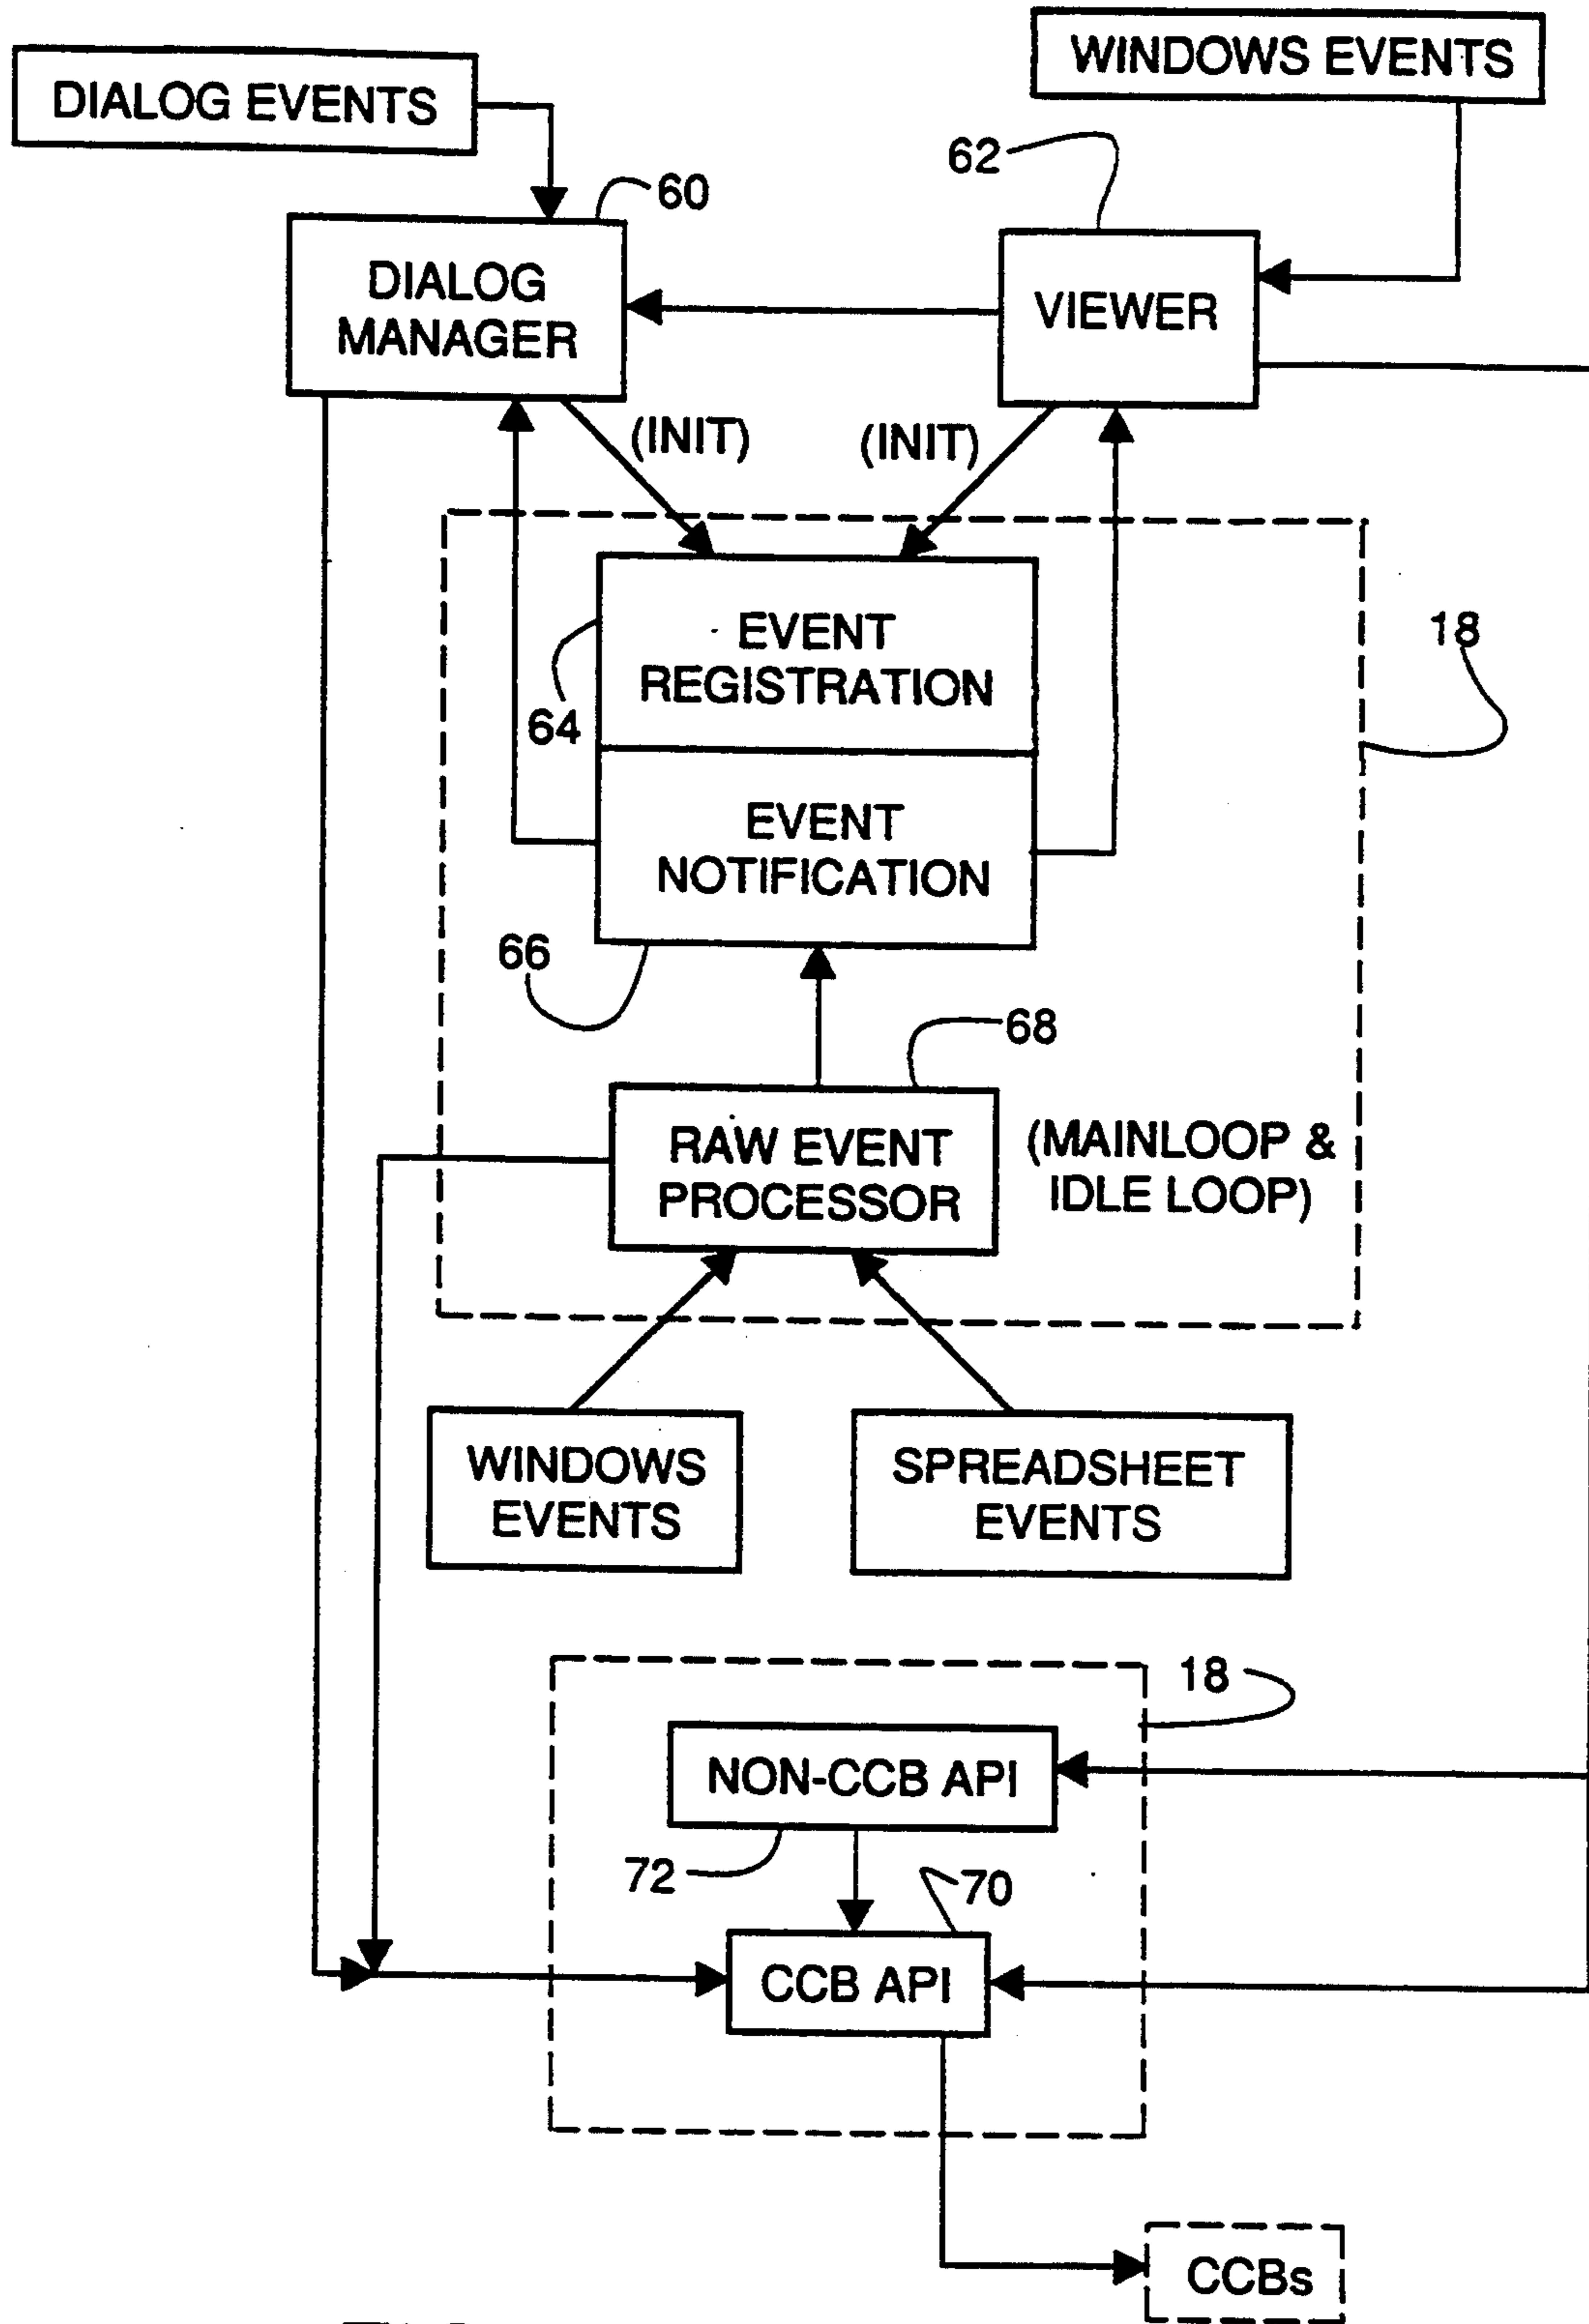 WINDOWS EVENTS
DIALOG EVENTS
62
60
DIALOG
MANAGER
VIEWER
(INIT)
(INIT)
18
EVENT
REGISTRATION
64
EVENT
NOTIFICATION
66
68
RAW EVENT
PROCESSOR
(MAINLOOP &
IDLE LOOP)
WINDOWS
EVENTS
SPREADSHEET
EVENTS
18
NON-CCB API
72
70
CCB API
CCBs